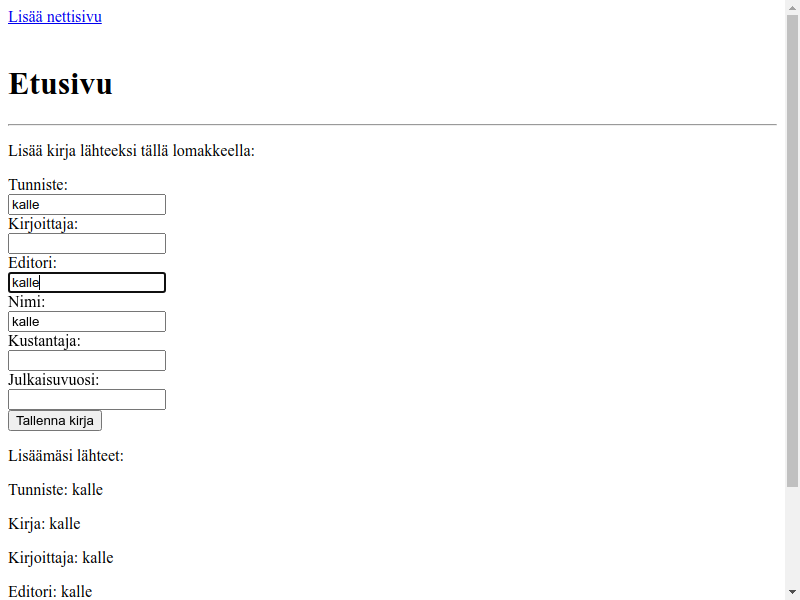 Lisää nettisivu
Etusivu
Lisää kirja lähteeksi tällä lomakkeella:
Tunniste:
kalle
Kirjoittaja:
Editori:
kalle
Nimi:
kalle
Kustantaja:
Julkaisuvuosi:
Tallenna kirja
Lisäämäsi lähteet:
Tunniste: kalle
Kirja: kalle
Kirjoittaja: kalle
Editori: kalle